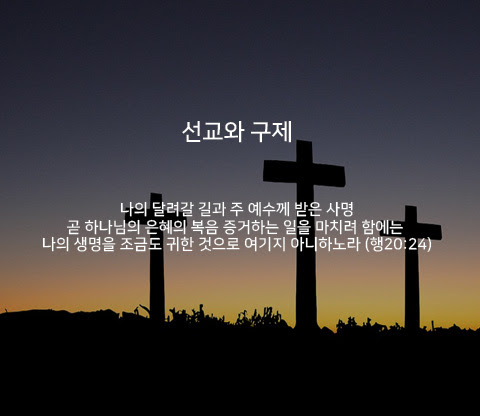 선교와 구제
나의 달려갈 길과 주 예수께 받은 사명
곧 하나님의 은혜의 복음 증거하는 일을 마치려 함에는
나의 생명을 조금도 귀한 것으로 여기지 아니하노라 (행20:24)